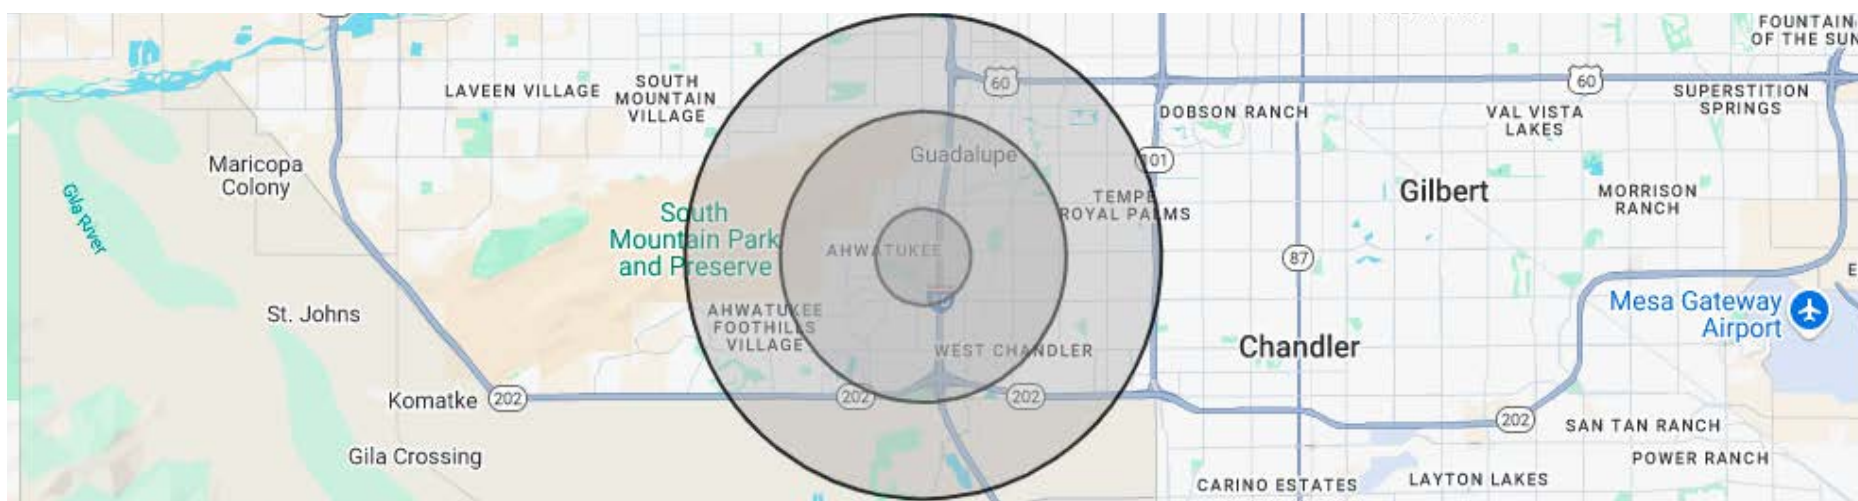 FOUNTAIN
OF THE SUN
60
60
LAVEEN VILLAGE
SOUTH
MOUNTAIN
VILLAGE
SUPERSTITION
SPRINGS
DOBSON RANCH
VAL VISTA
LAKES
Maricopa
Colony
Guadalupe
101
Gila River
TEMPE
ROYAL PALMS
Gilbert
MORRISON
RANCH
South
Mountain Park
and Preserve
AHWATUKEE
87
E
St. Johns
AHWATUKEE
FOOTHILLS
VILLAGE
Mesa Gateway
Airport
WEST CHANDLER
Chandler
Komatke
202
202
202
202
SAN TAN RANCH
Gila Crossing
POWER RANCH
CARINO ESTATES
LAYTON LAKES